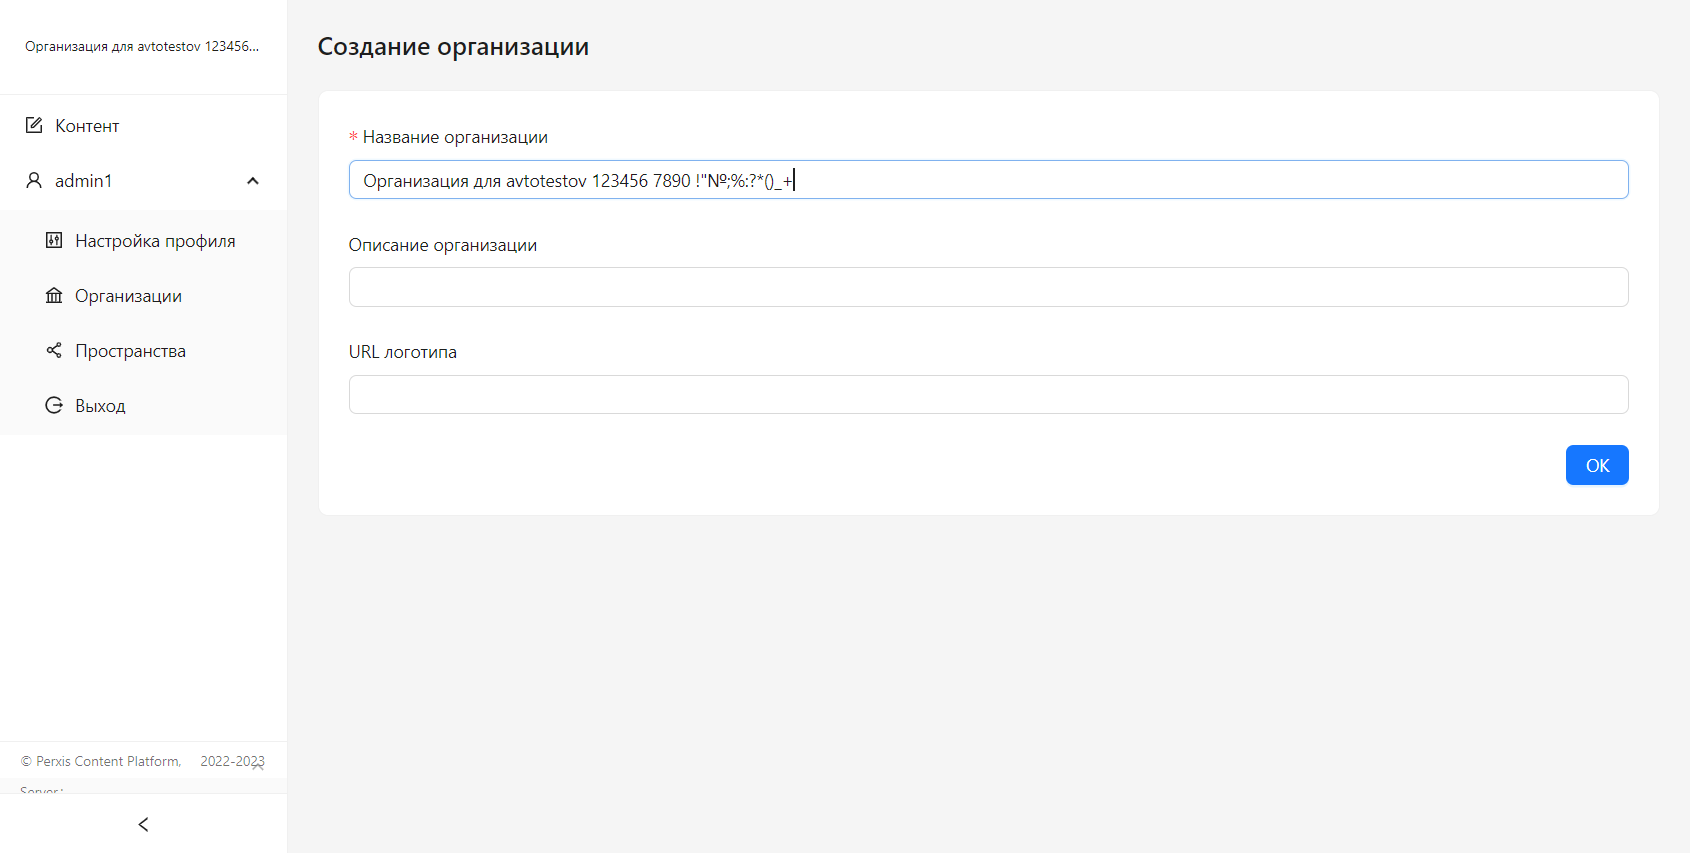 Организация для avtotestov 123456...
Контент
admin1
Настройка профиля
Организации
Пространства
Выход
© Perxis Content Platform, 2022-2023
Server:
Создание организации
* Название организации
Организация для avtotestov 123456 7890 !"№;%:?*()_+
Описание организации
URL логотипа
OK